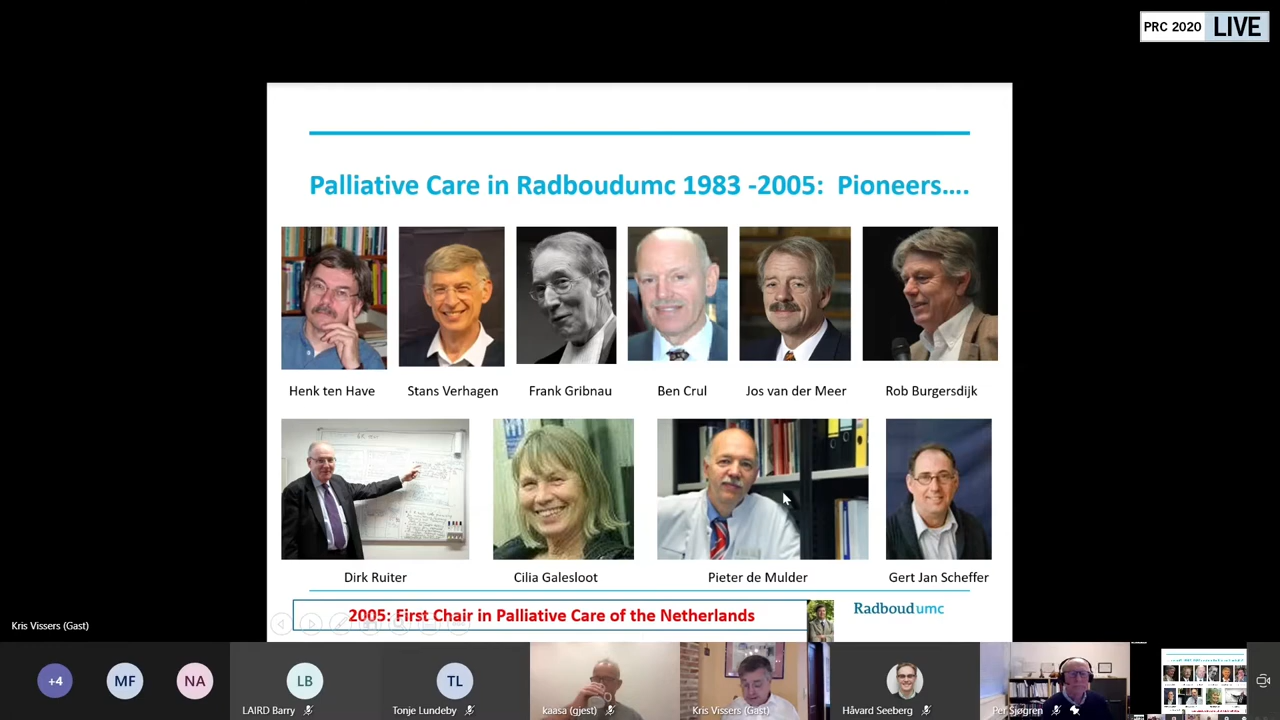 PRC 2020 LIVE
Palliative Care in Radboudumc 1983 -2005: Pioneers....
Henk ten Have Stans Verhagen Frank Gribnau Ben Crul Jos van der Meer Rob Burgersdijk
Dirk Ruiter Cilia Galesloot Pieter de Mulder Gert Jan Scheffer
2005: First Chair in Palliative Care of the Netherlands
Radboudumc
Kris Vissers (Gast)
+4 MF NA LB TL
LAIRD Barry Tonje Lundeby kaasa (gjest) Kris Vissers (Gast) Håvard Seeberg Per Sjøgren